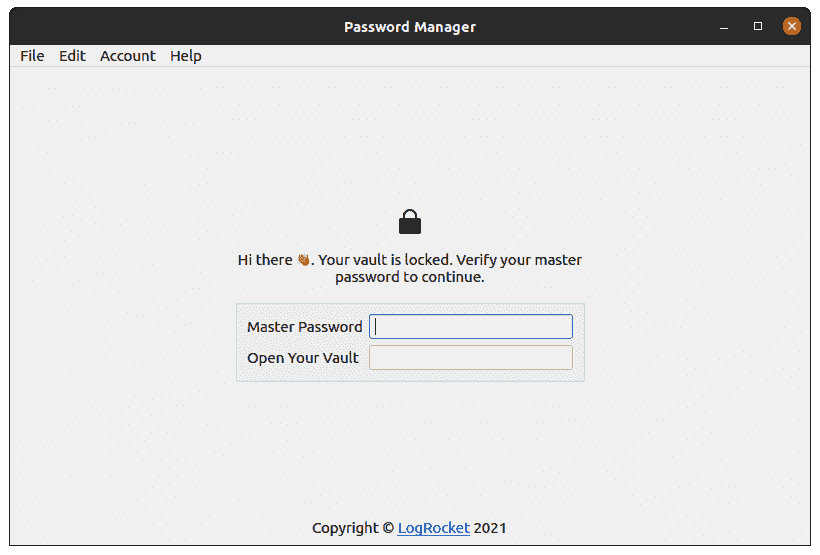 Password Manager
File Edit Account Help
Hi there 👋. Your vault is locked. Verify your master
password to continue.
Master Password
Open Your Vault
Copyright © LogRocket 2021